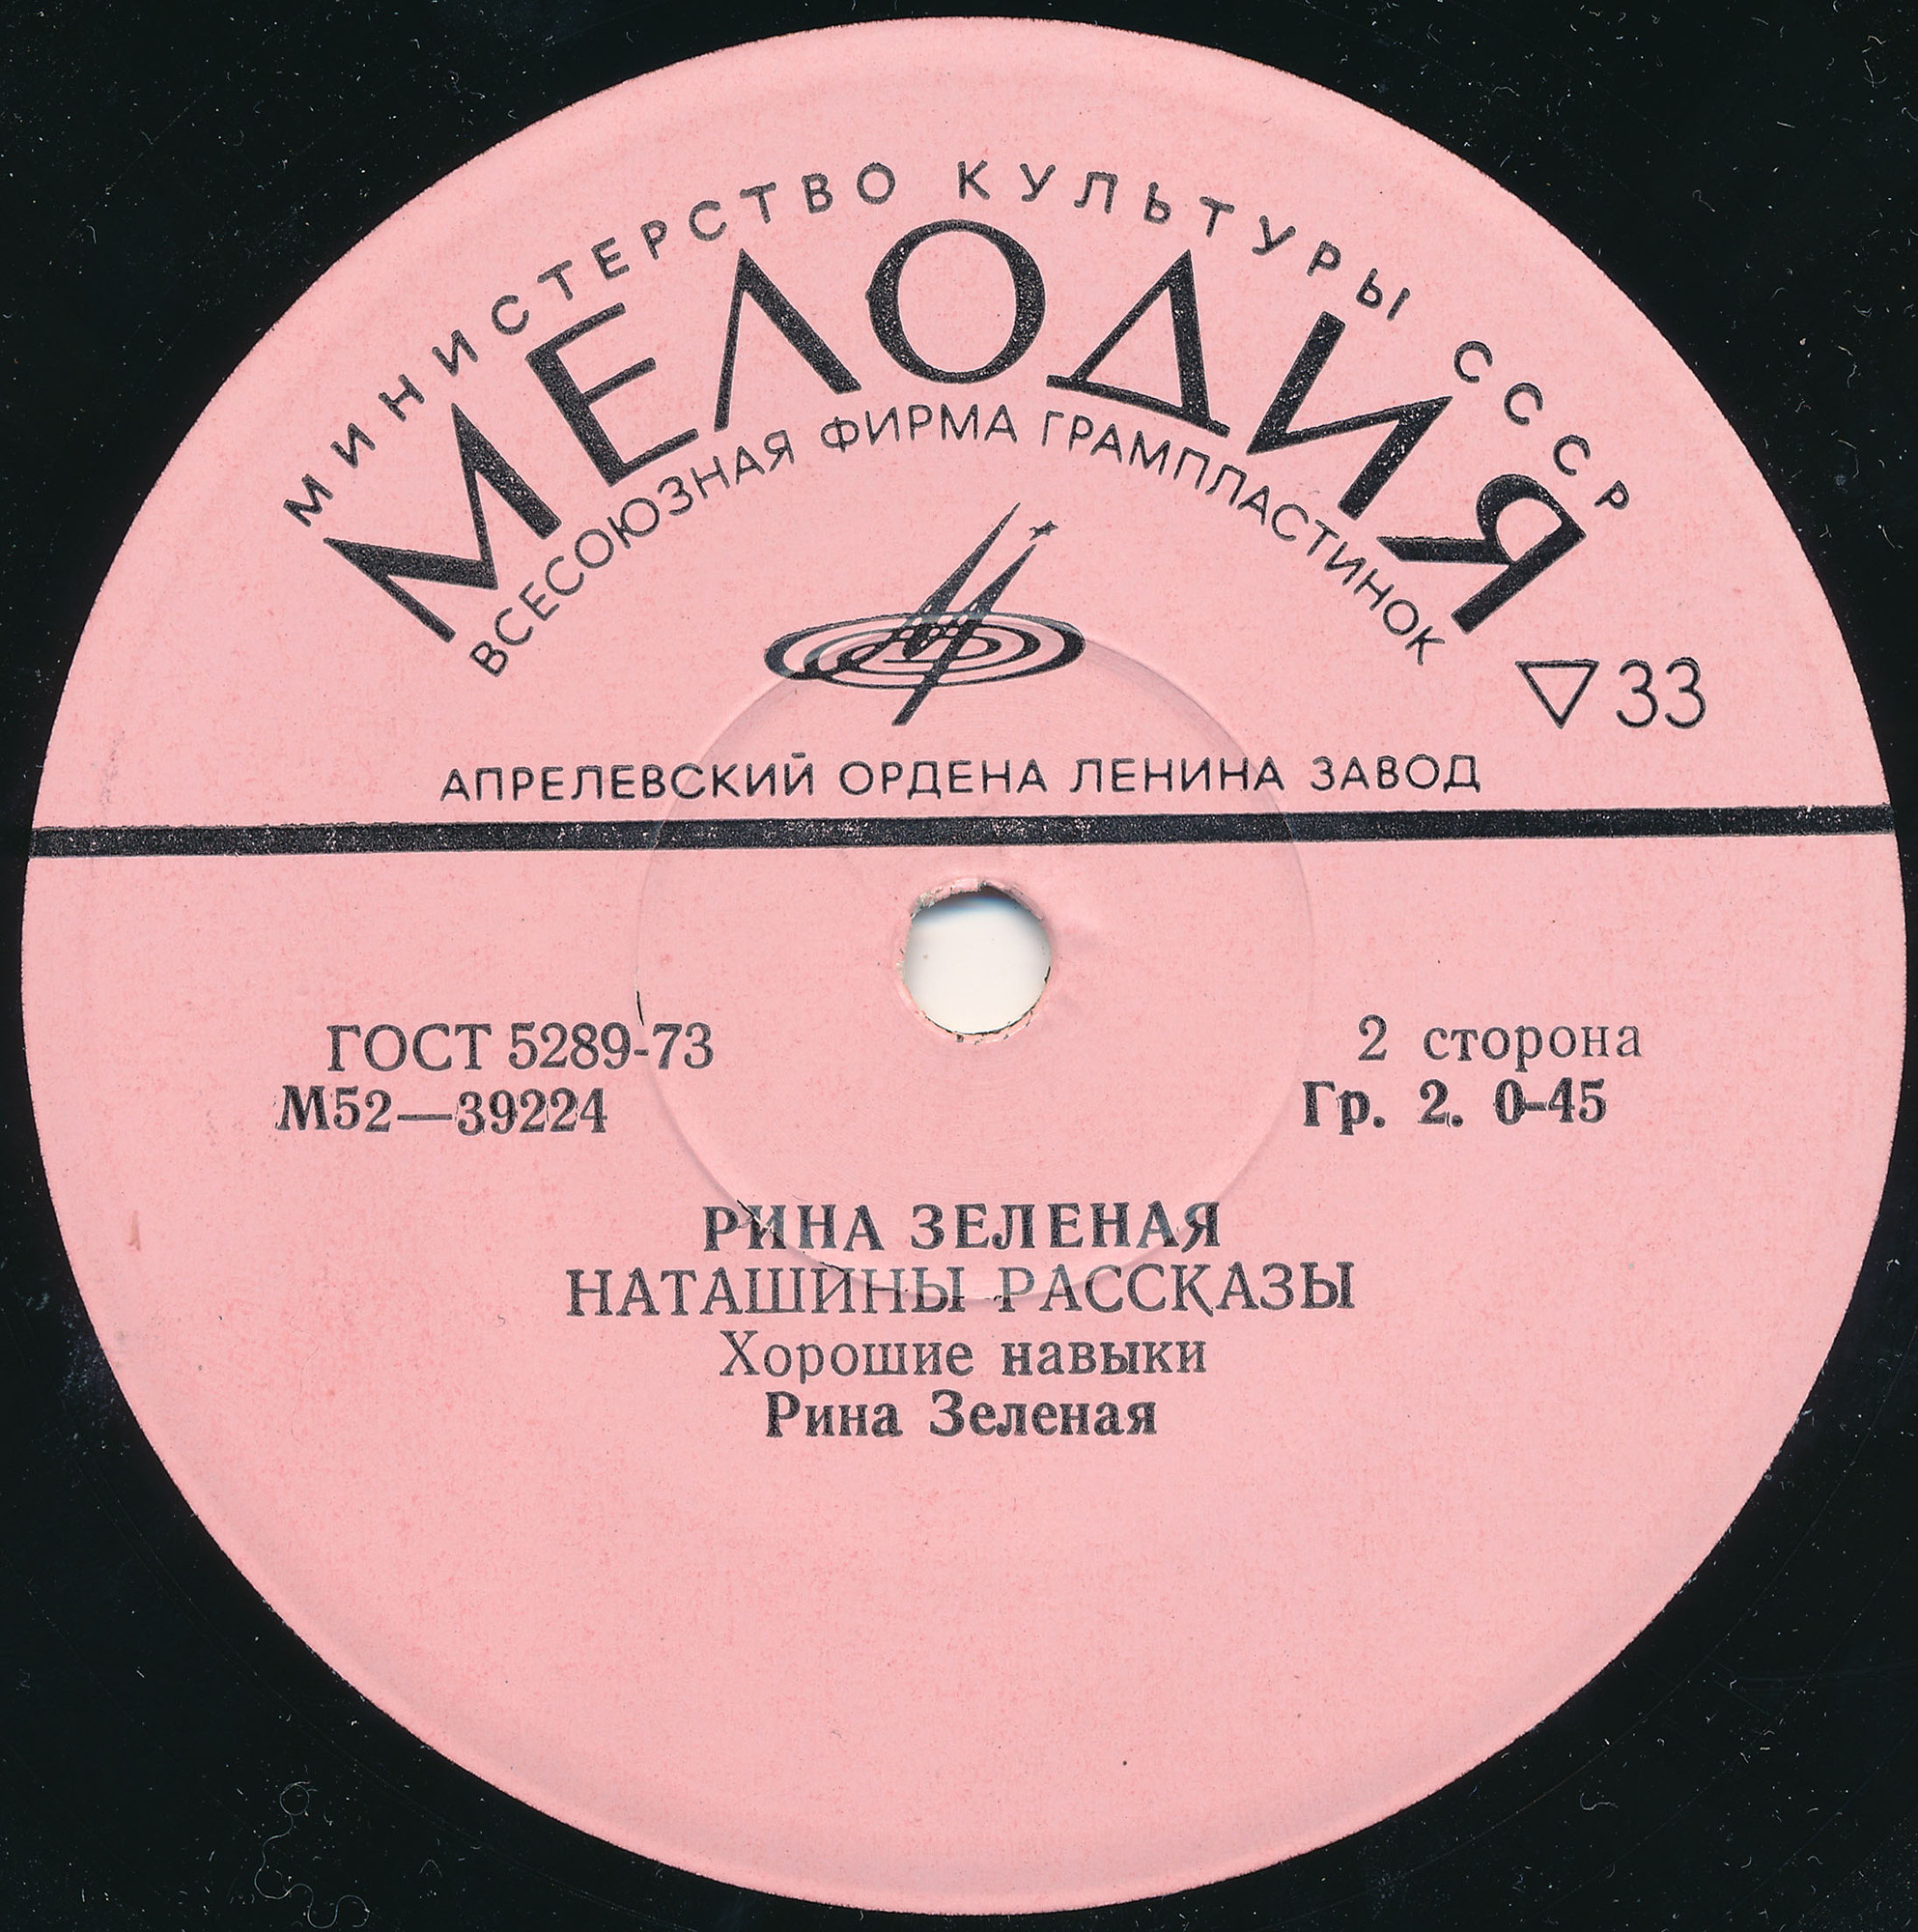 МИНИСТЕРСТВО КУЛЬТУРЫ СССР
МЕЛОДИЯ
ВСЕСОЮЗНАЯ ФИРМА ГРАМПЛАСТИНОК
33
АПРЕЛЕВСКИЙ ОРДЕНА ЛЕНИНА ЗАВОД
ГОСТ 5289-73
2 сторона
М52—39224
Гр. 2. 0-45
РИНА ЗЕЛЕНАЯ
НАТАШИНЫ РАССКАЗЫ
Хорошие навыки
Рина Зеленая